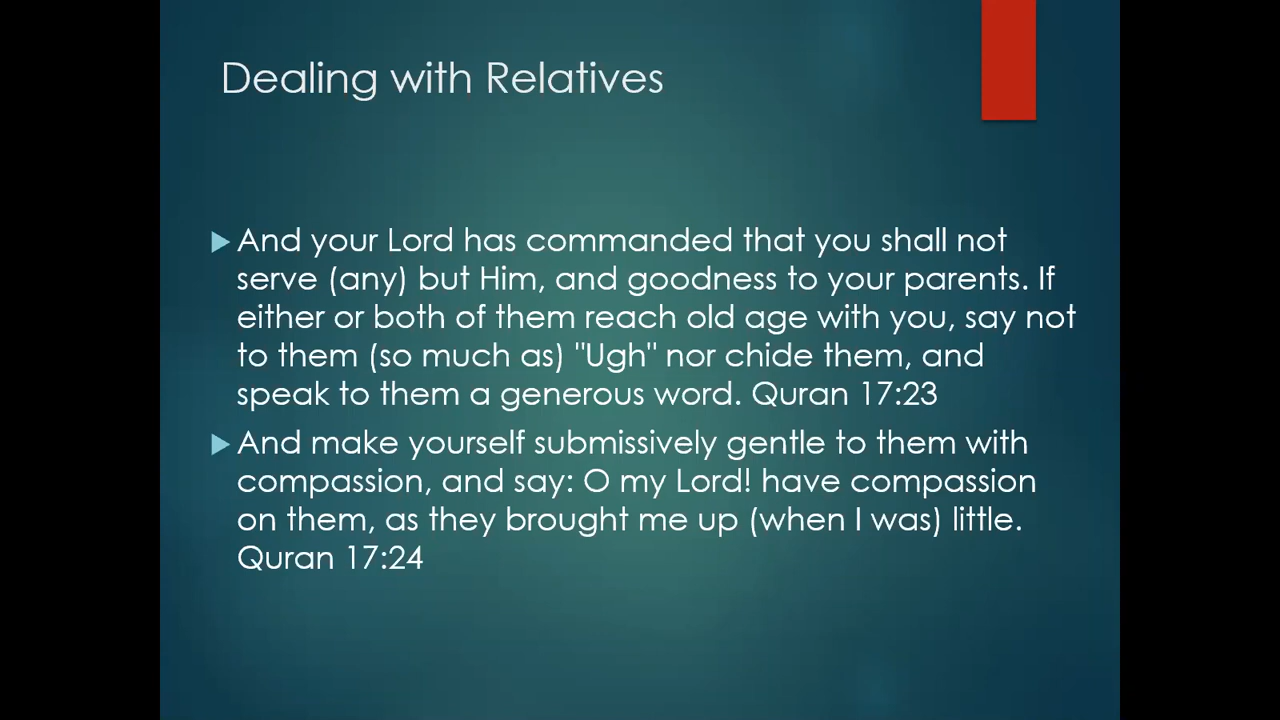 Dealing with Relatives
And your Lord has commanded that you shall not
serve (any) but Him, and goodness to your parents. If
either or both of them reach old age with you, say not
to them (so much as) "Ugh" nor chide them, and
speak to them a generous word. Quran 17:23
And make yourself submissively gentle to them with
compassion, and say: O my Lord! have compassion
on them, as they brought me up (when I was) little.
Quran 17:24